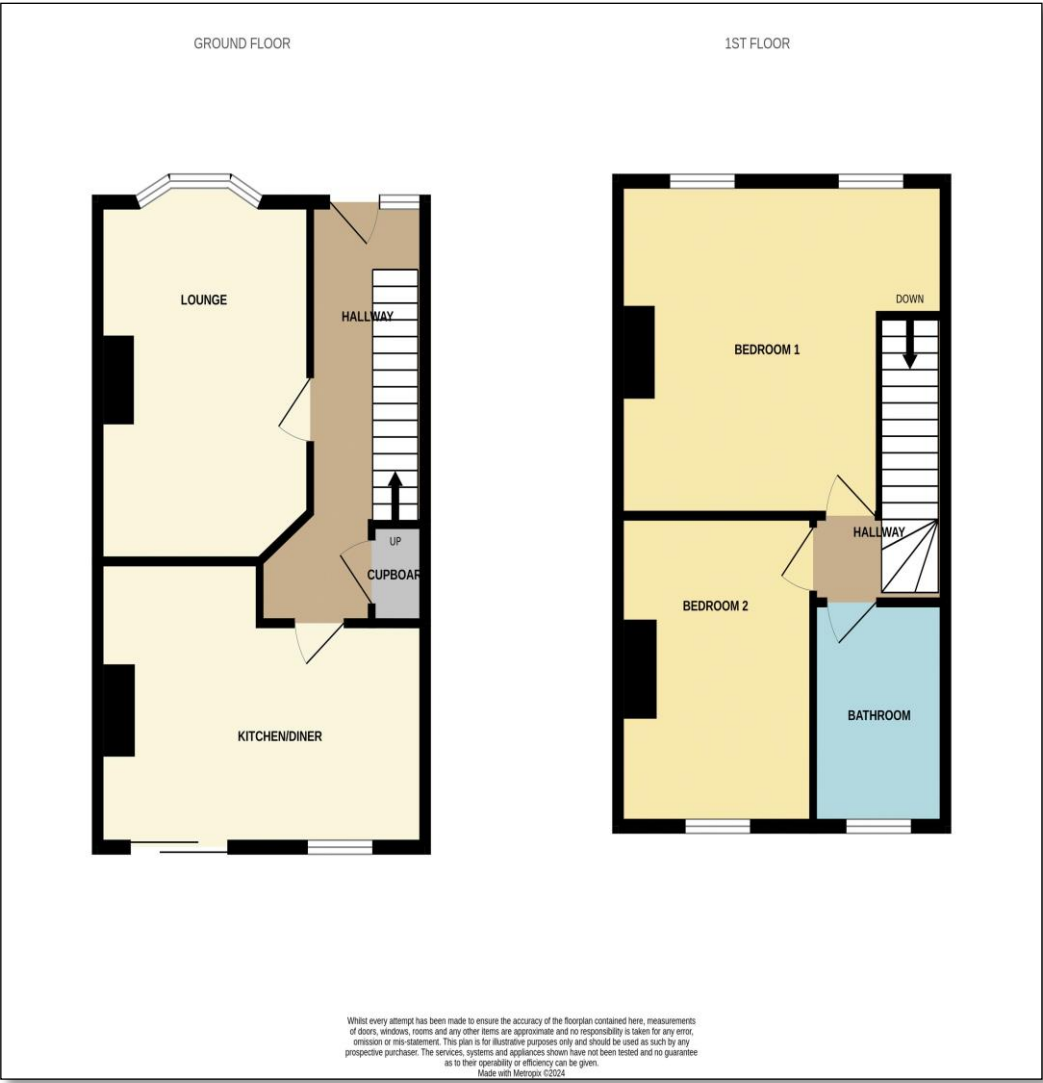 GROUND FLOOR
1ST FLOOR
LOUNGE
HALLWAY
UP
CUPBOAR
KITCHEN/DINER
DOWN
BEDROOM 1
HALLWAY
BEDROOM 2
BATHROOM
Whilst every attempt has been made to ensure the accuracy of the floorplan contained here, measurements
of doors, windows, rooms and any other items are approximate and no responsibility is taken for any error,
omission or mis-statement. This plan is for illustrative purposes only and should be used as such by any
prospective purchaser. The services, systems and appliances shown have not been tested and no guarantee
as to their operability or efficiency can be given.
Made with Metropix ©2024